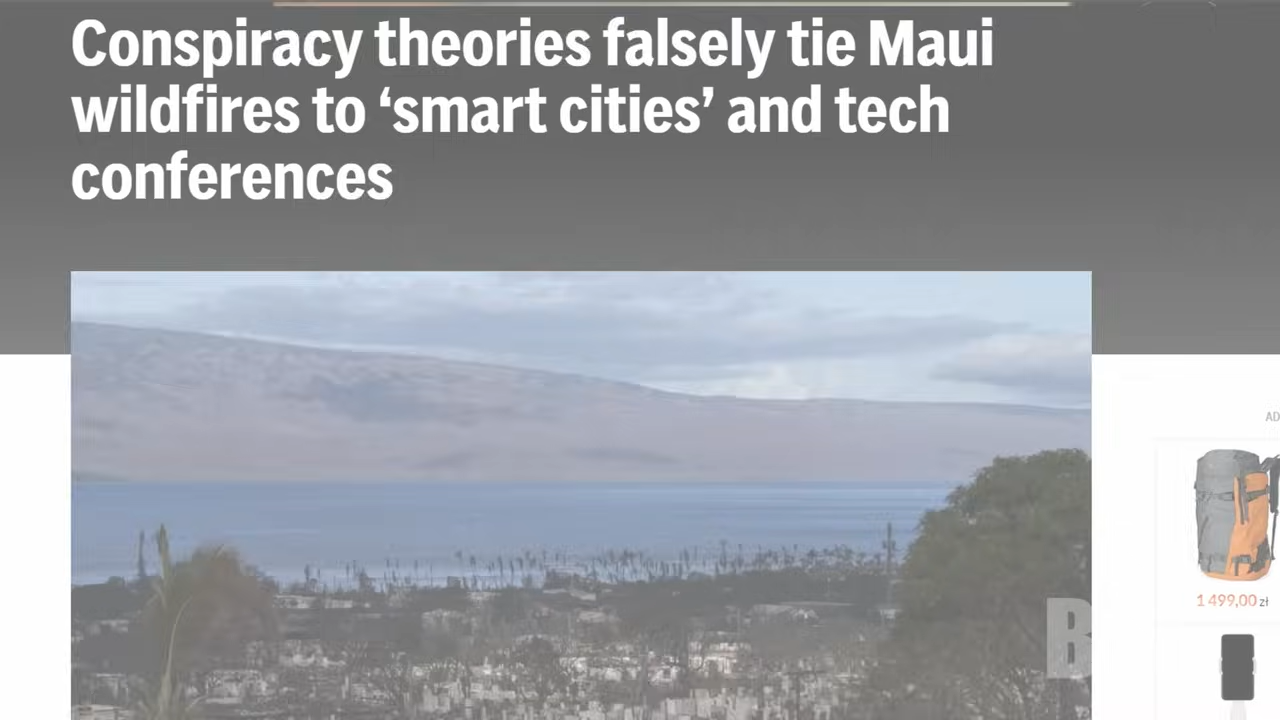 Conspiracy theories falsely tie Maui
wildfires to ‘smart cities’ and tech
conferences
AD
1 499,00 zł
B